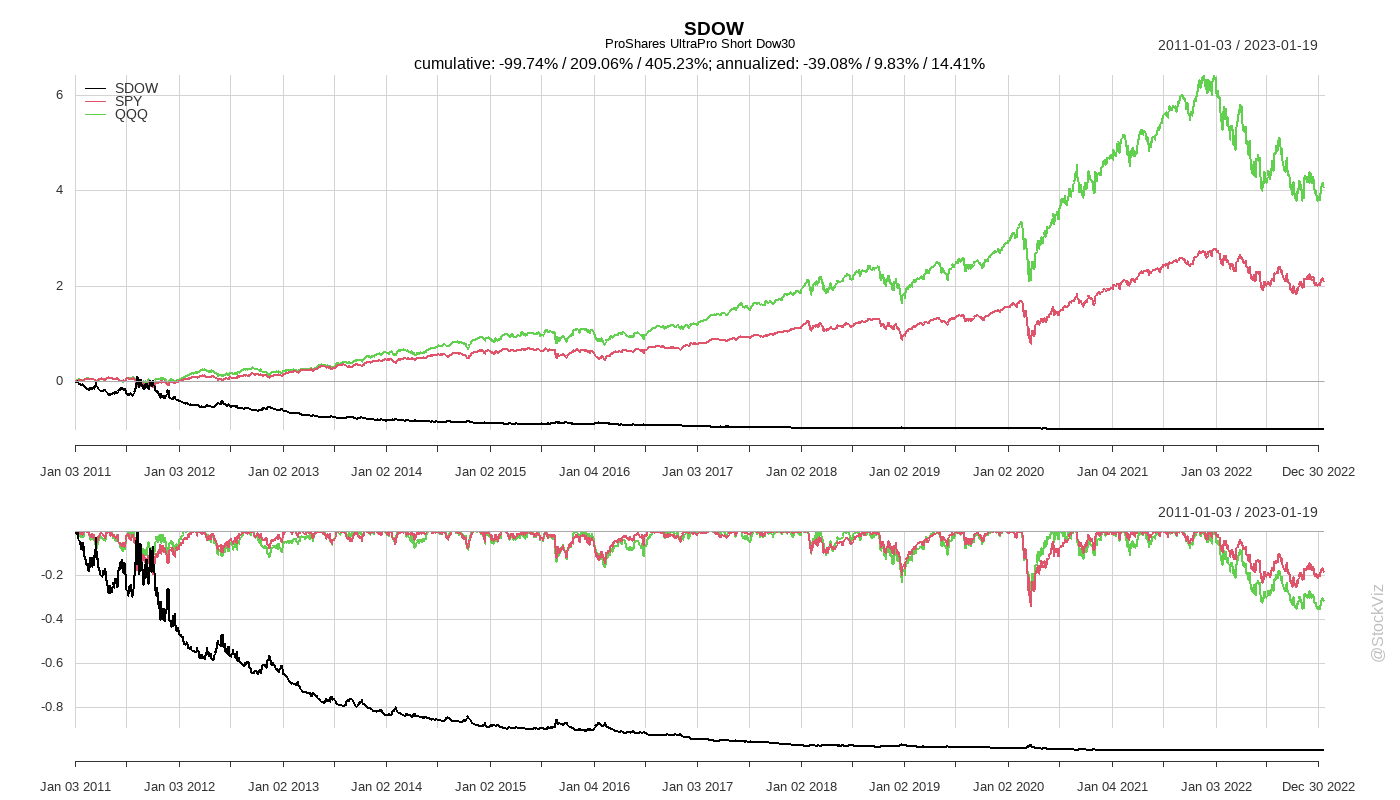 SDOW
ProShares UltraPro Short Dow30
2011-01-03 / 2023-01-19
cumulative: -99.74% / 209.06% / 405.23%; annualized: -39.08% / 9.83% / 14.41%
SDOW
SPY
QQQ
6
4
2
0
Jan 03 2011 Jan 03 2012 Jan 02 2013 Jan 02 2014 Jan 02 2015 Jan 04 2016 Jan 03 2017 Jan 02 2018 Jan 02 2019 Jan 02 2020 Jan 04 2021 Jan 03 2022 Dec 30 2022
2011-01-03 / 2023-01-19
-0.2
-0.4
-0.6
-0.8
@StockViz
Jan 03 2011 Jan 03 2012 Jan 02 2013 Jan 02 2014 Jan 02 2015 Jan 04 2016 Jan 03 2017 Jan 02 2018 Jan 02 2019 Jan 02 2020 Jan 04 2021 Jan 03 2022 Dec 30 2022